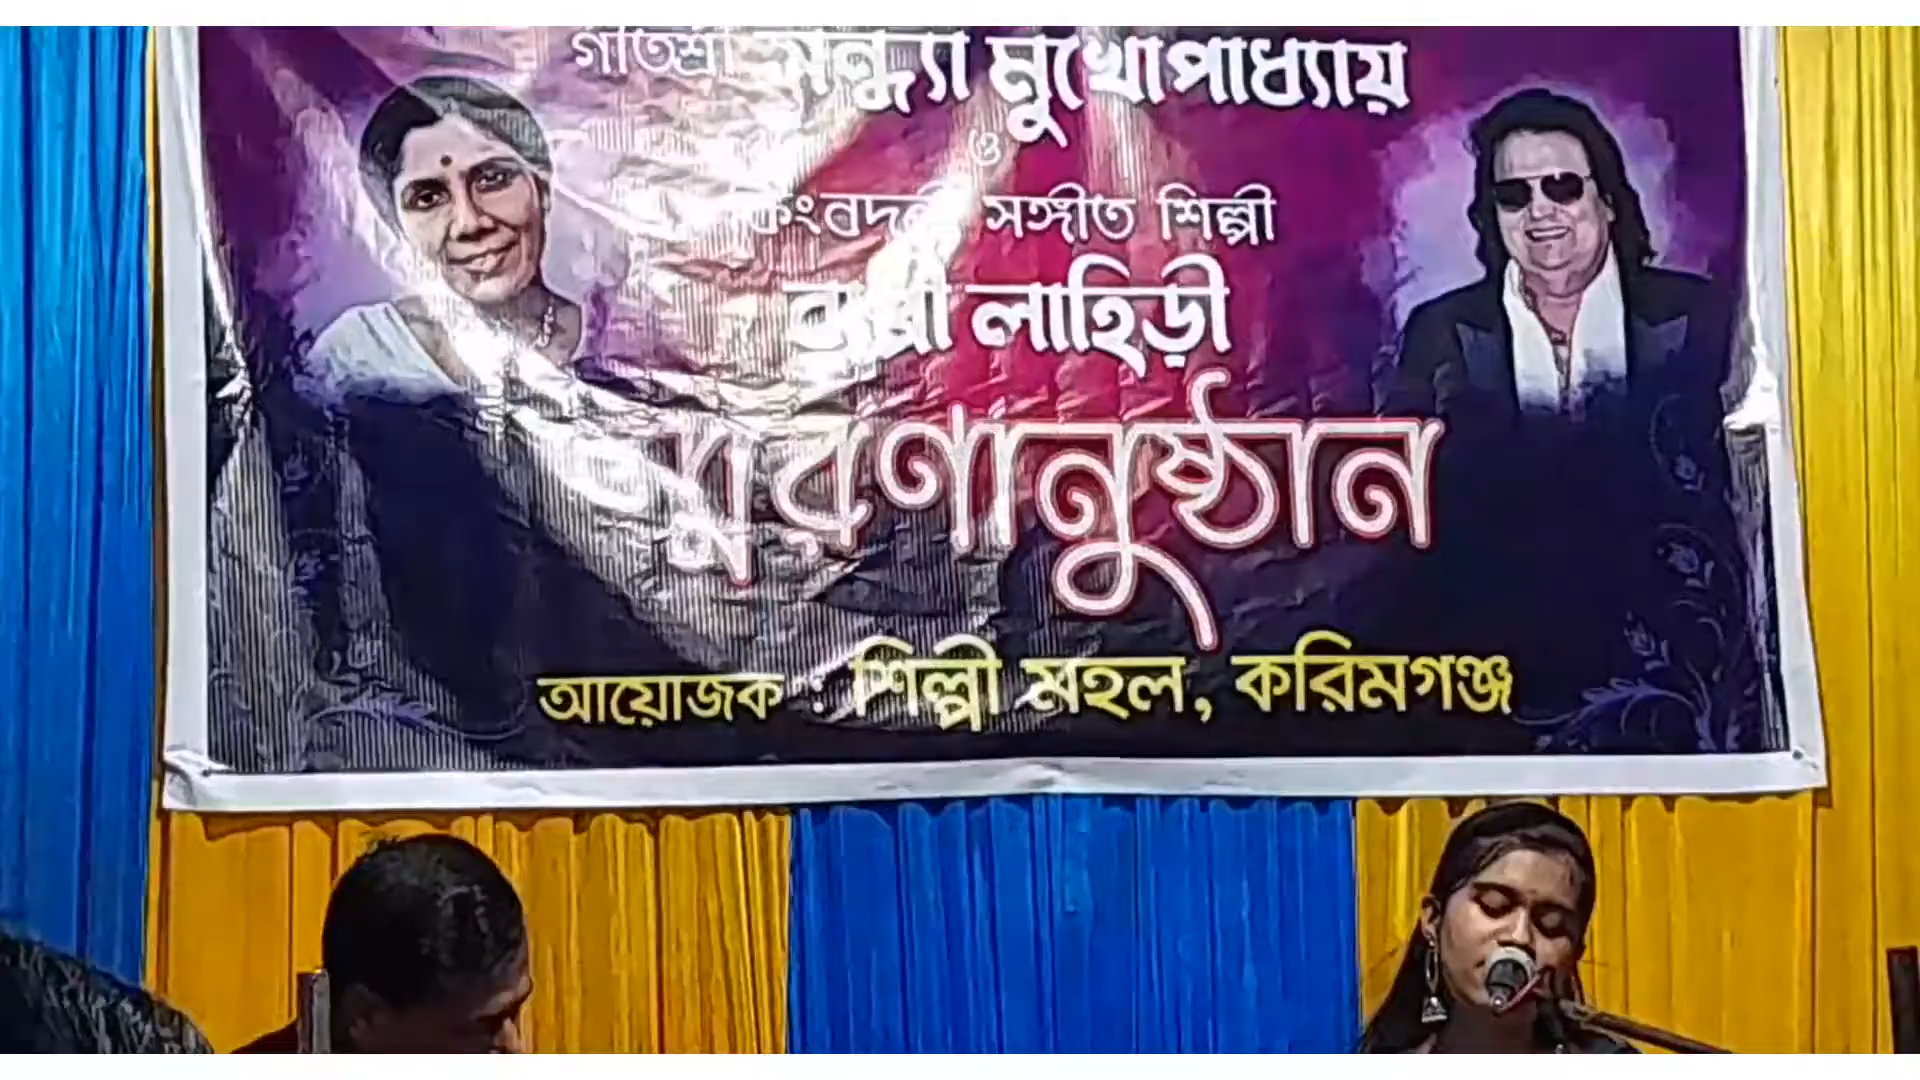 গীতশ্রী সন্ধ্যা মুখোপাধ্যায়
ও
কিংবদন্তী সঙ্গীত শিল্পী
বাপ্পী লাহিড়ী
স্মরণানুষ্ঠান
আয়োজক : শিল্পী মহল, করিমগঞ্জ